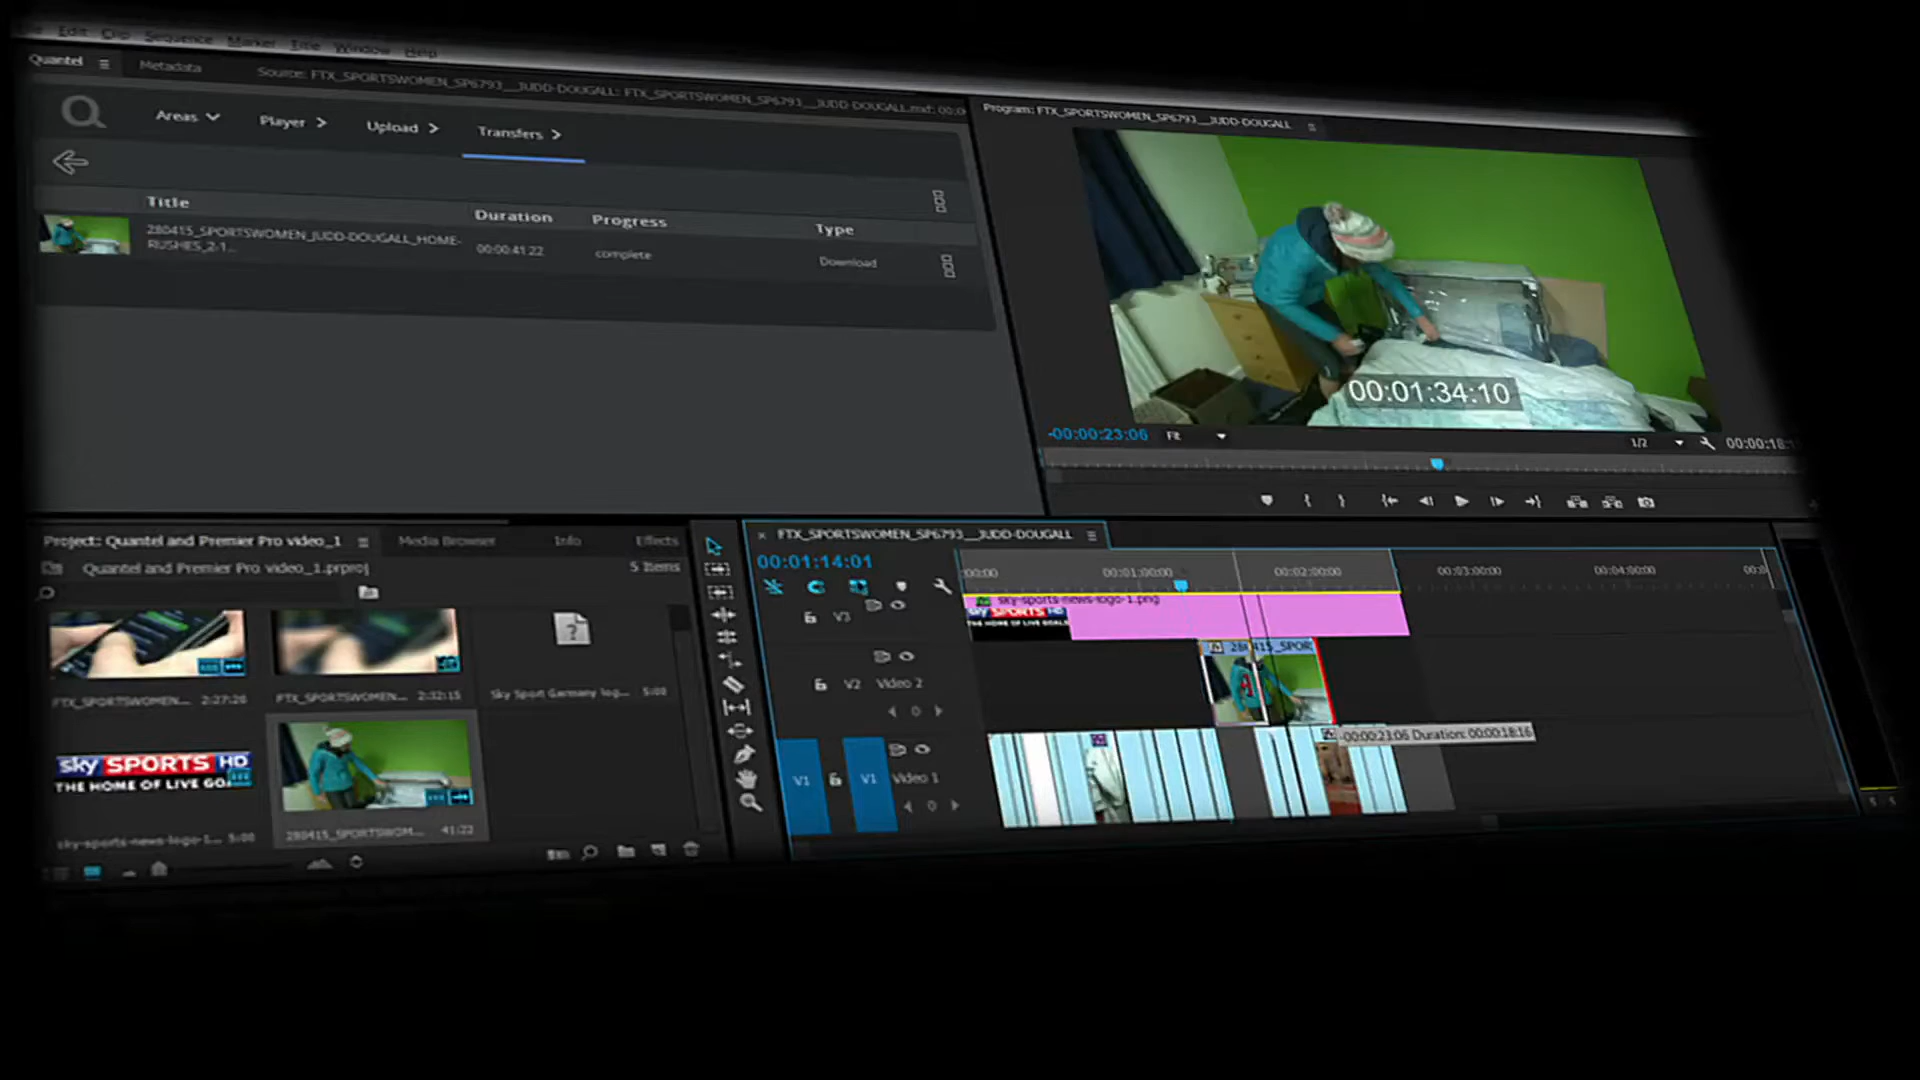 Edit Clip Sequence Marker Title Window Help
Quantel
Metadata
Source: FTX_SPORTSWOMEN_SP6793__JUDD-DOUGALL: FTX_SPORTSWOMEN_SP6793__JUDD-DOUGALL.mxf: 00:0
Program: FTX_SPORTSWOMEN_SP6793__JUDD-DOUGALL
Areas
Player
Upload
Transfers
Title
Duration
Progress
Type
280415_SPORTSWOMEN_JUDD-DOUGALL_HOME-
RUSHES_2-1...
00:00:41:22
complete
Download
00:01:34:10
-00:00:23:06
Fit
1/2
00:00:18:
Project: Quantel and Premier Pro video_1
Media Browser
Info
Effects
Quantel and Premier Pro video_1.prproj
5 Items
FTX_SPORTSWOMEN... 2:27:20
FTX_SPORTSWOMEN... 2:32:15
Sky Sport Germany log... 5:00
sky SPORTS HD
THE HOME OF LIVE GOA
sky-sports-news-logo-1... 5:00
280415_SPORTSWOM... 41:22
FTX_SPORTSWOMEN_SP6793__JUDD-DOUGALL
00:01:14:01
:00:00
00:01:00:00
00:02:00:00
00:03:00:00
00:04:00:00
00:0
V3
sky-sports-news-logo-1.png
SPORTS HD
THE HOME OF LIVE GOALS
V2 Video 2
280415_SPOR
-00:00:23:06 Duration: 00:00:18:16
V1
V1
Video 1
S S